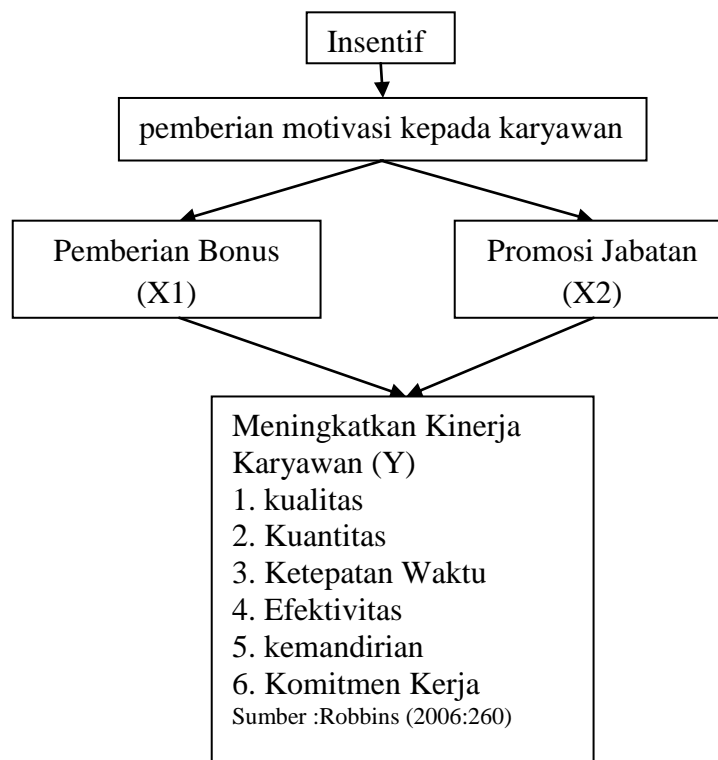 Insentif
pemberian motivasi kepada karyawan
Pemberian Bonus
(X1)
Promosi Jabatan
(X2)
Meningkatkan Kinerja
Karyawan (Y)
1. kualitas
2. Kuantitas
3. Ketepatan Waktu
4. Efektivitas
5. kemandirian
6. Komitmen Kerja
Sumber :Robbins (2006:260)